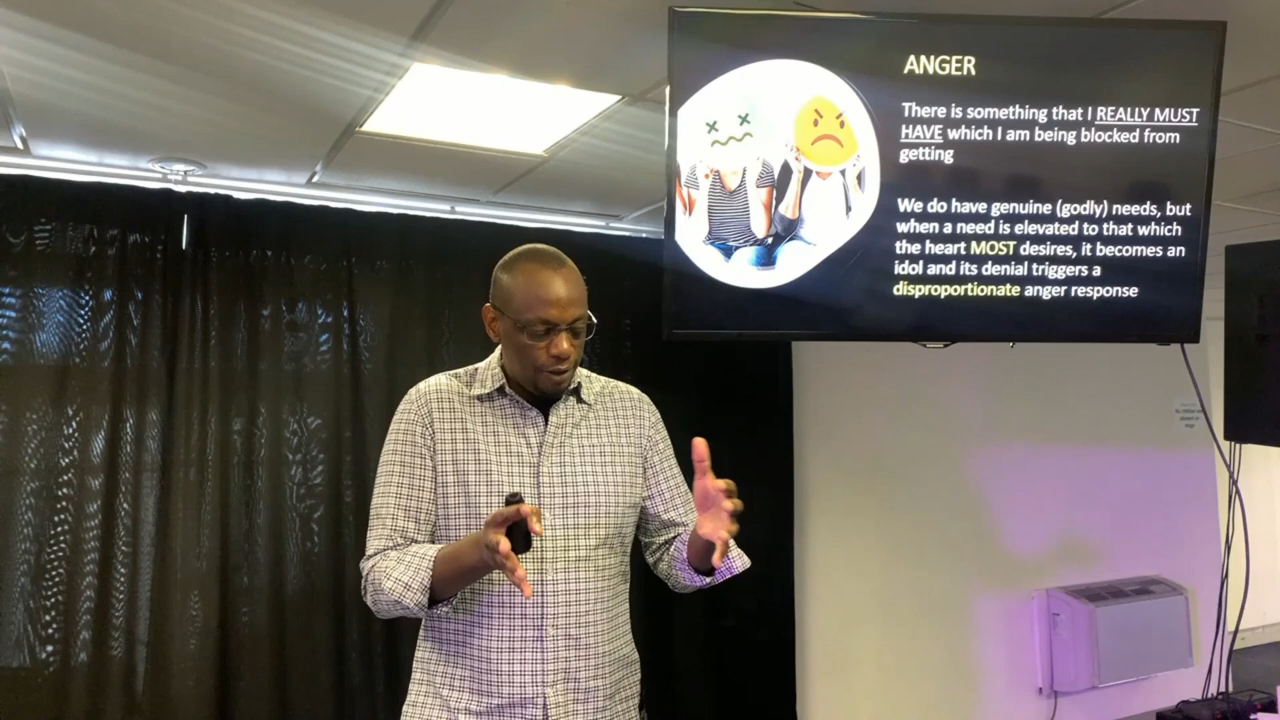 ANGER
There is something that I REALLY MUST
HAVE which I am being blocked from
getting
We do have genuine (godly) needs, but
when a need is elevated to that which
the heart MOST desires, it becomes an
idol and its denial triggers a
disproportionate anger response